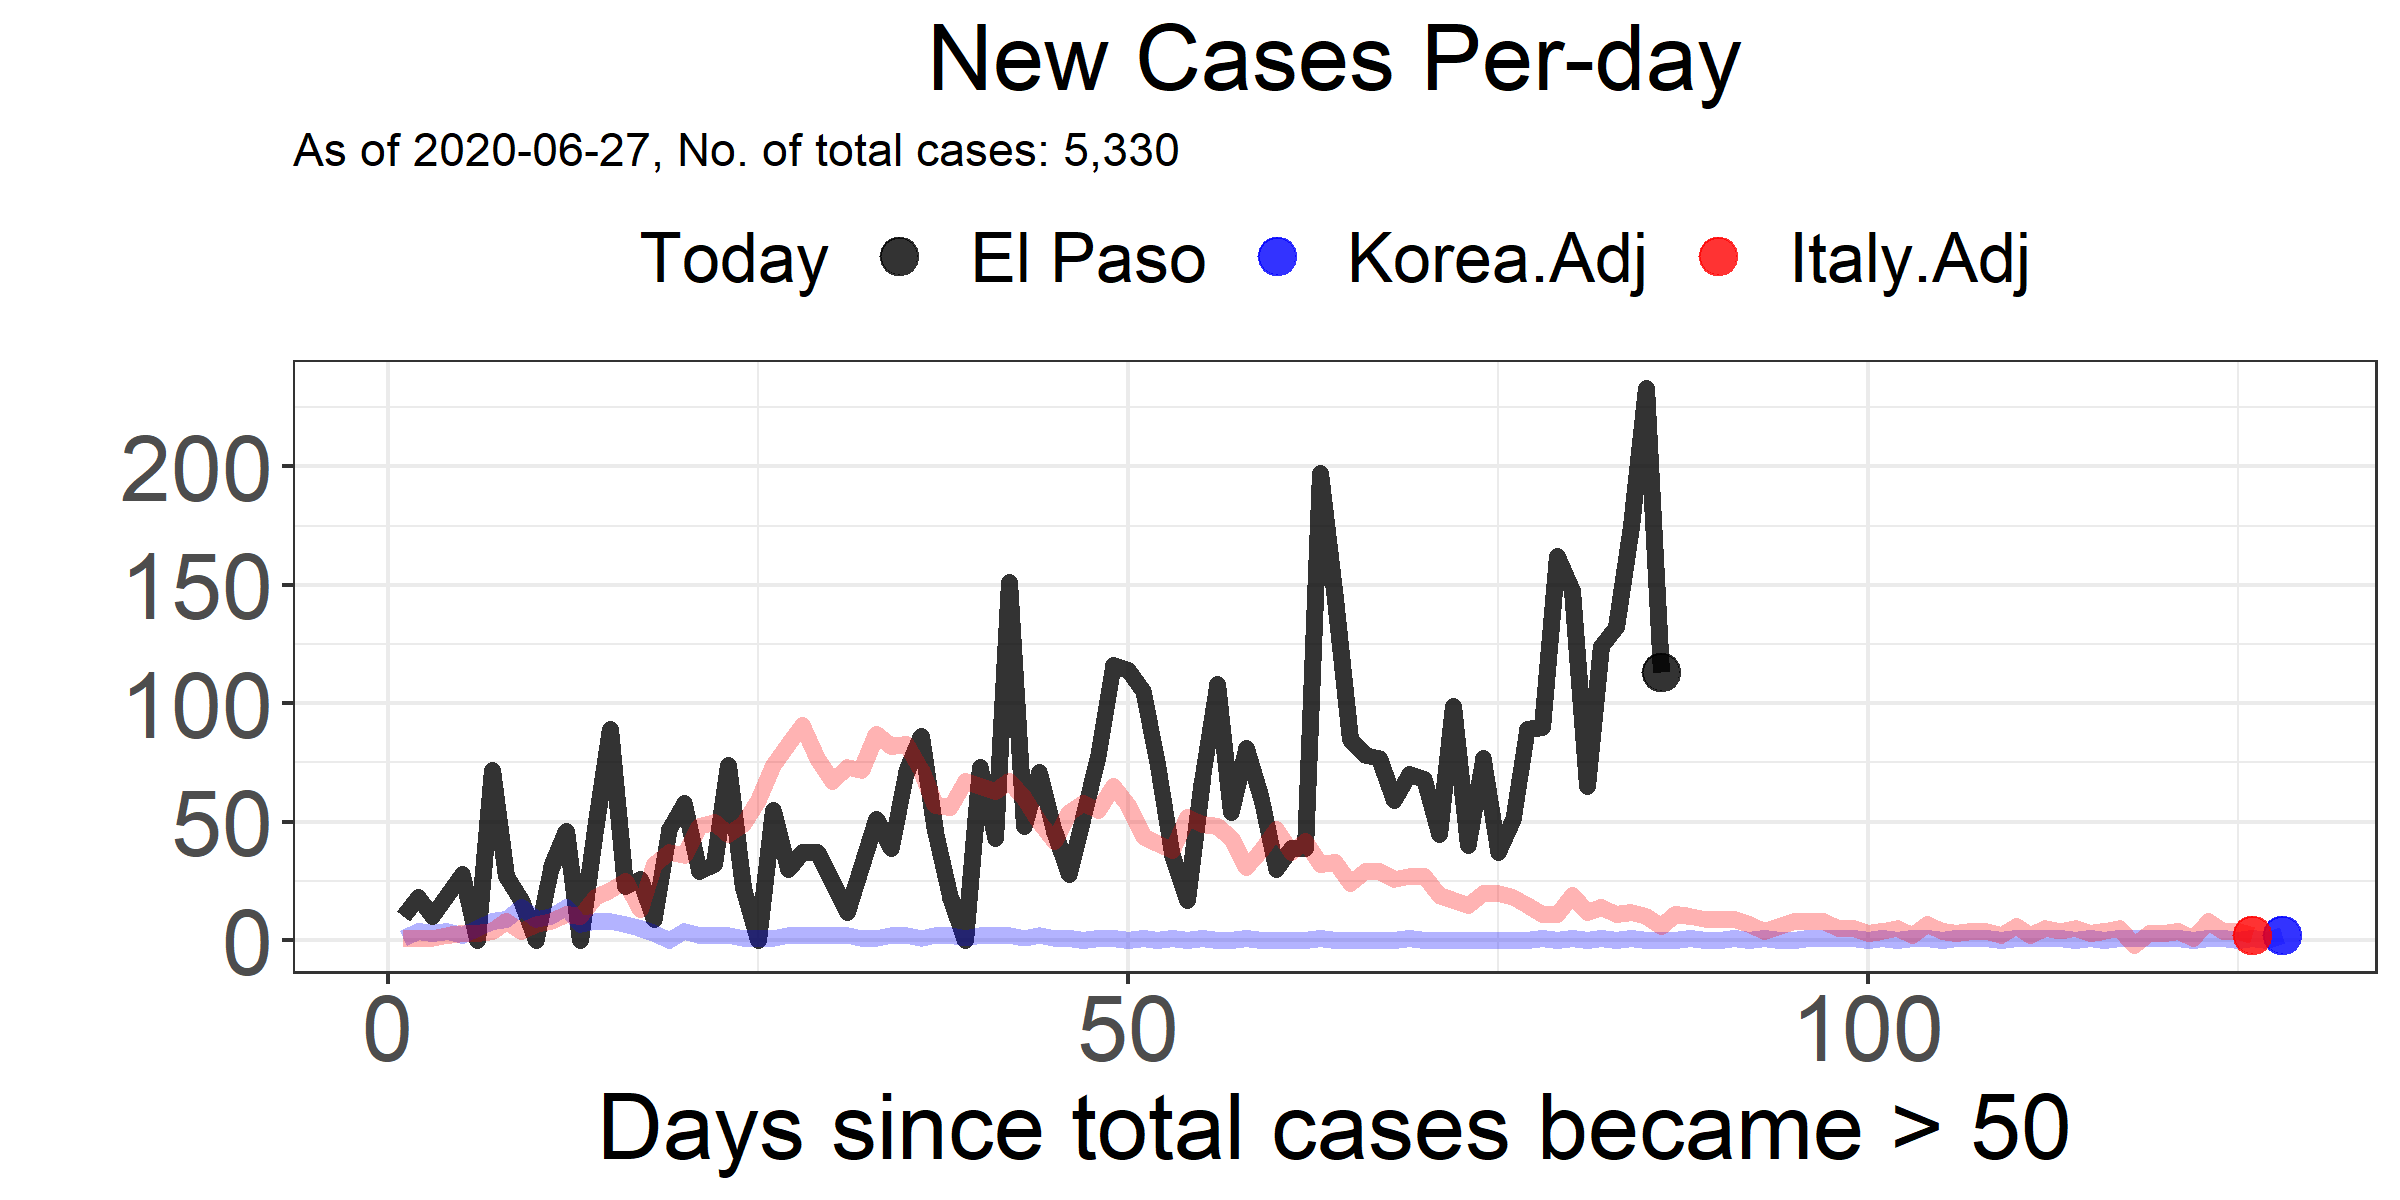 New Cases Per-day
As of 2020-06-27, No. of total cases: 5,330
Today El Paso Korea.Adj Italy.Adj
200
150
100
50
0
0 50 100
Days since total cases became > 50